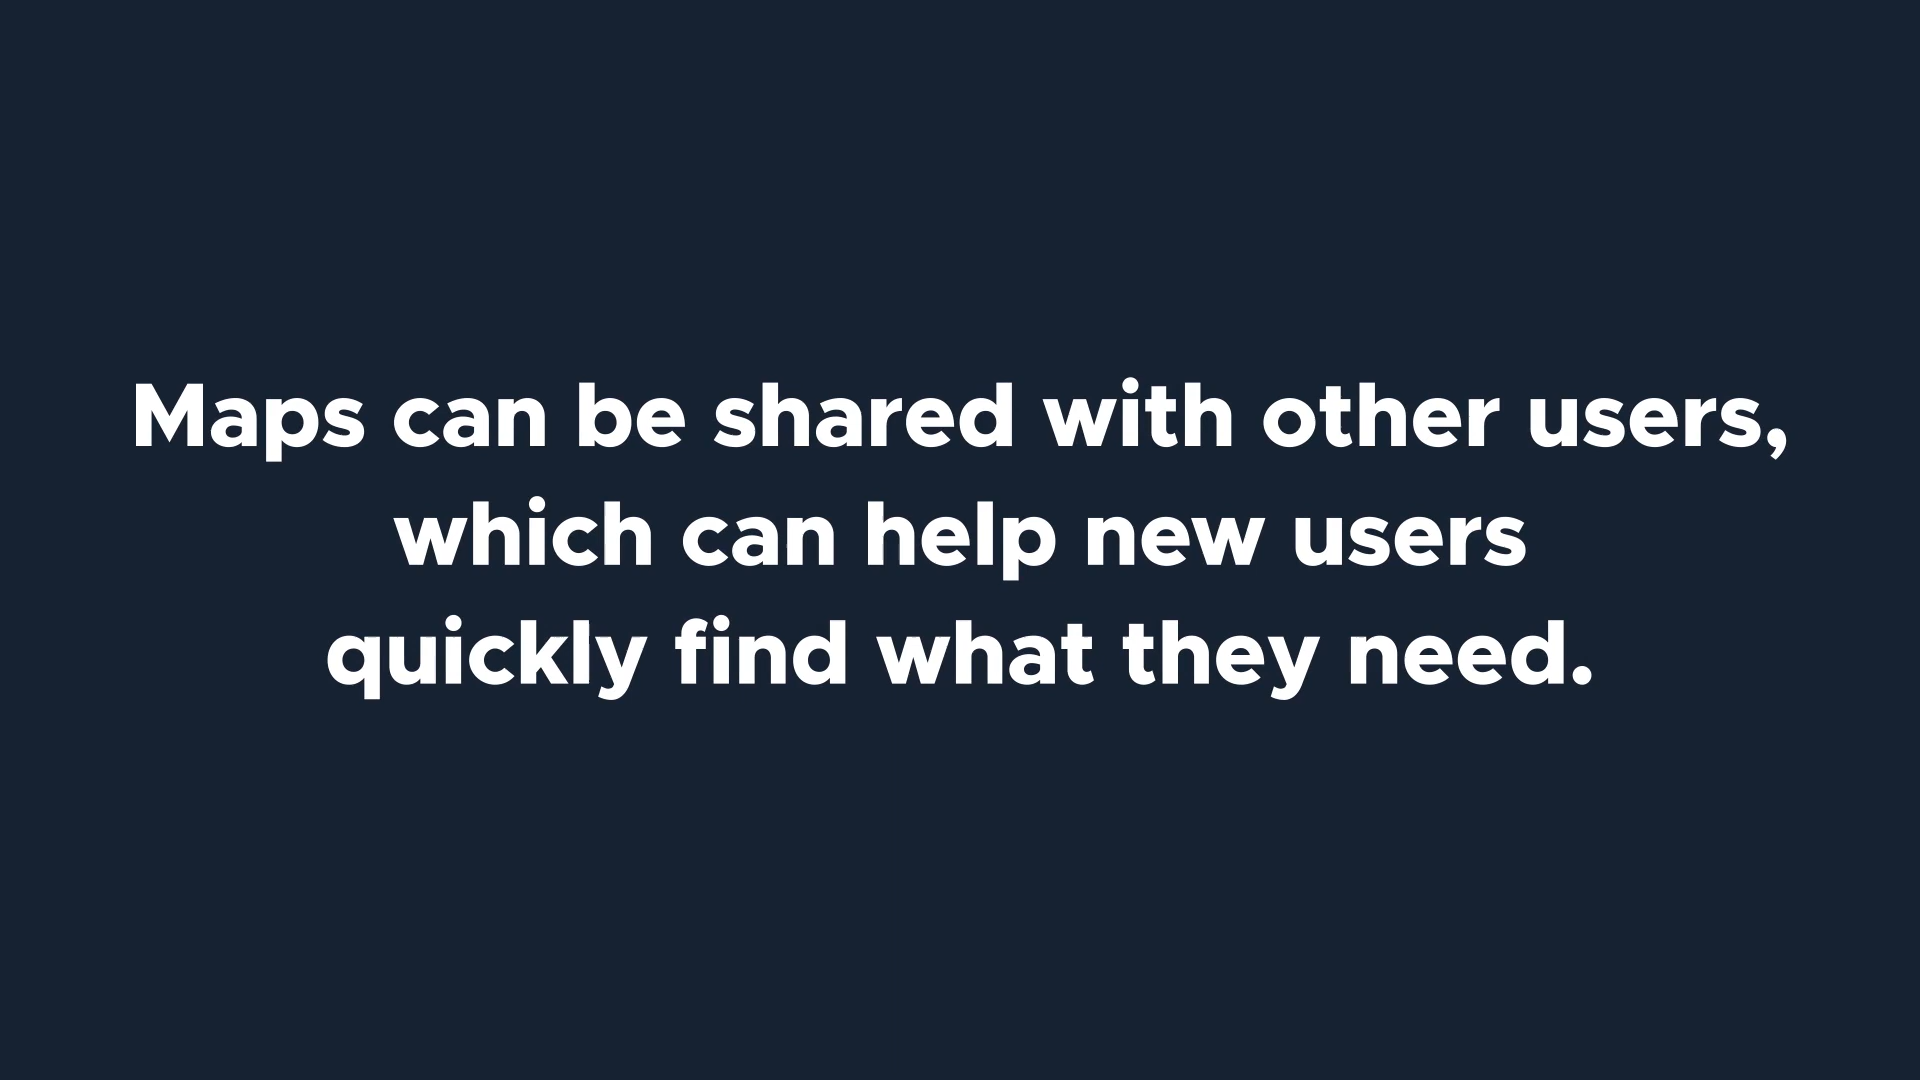 Maps can be shared with other users,
which can help new users
quickly find what they need.